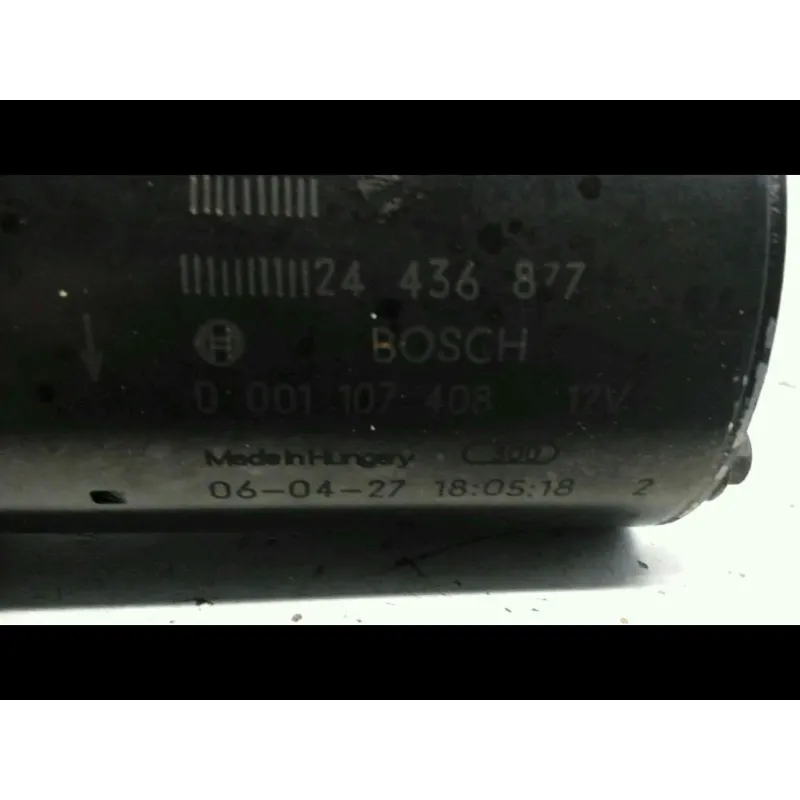 24 436 877
BOSCH
0 001 107 408 12V
Made in Hungary 300
06-04-27 18:05:18 2